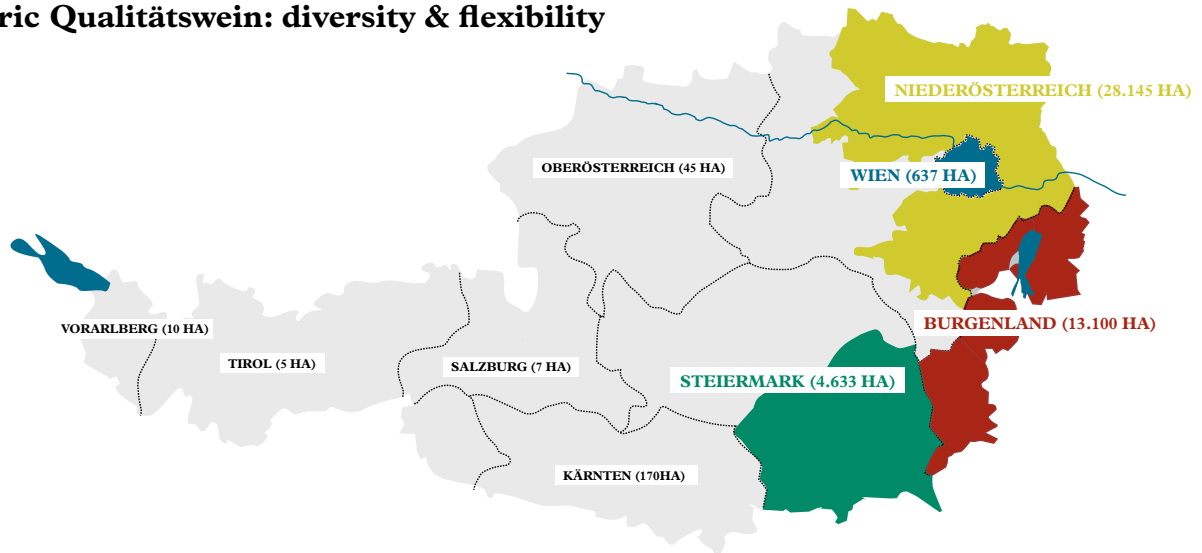 ric Qualitätswein: diversity & flexibility
NIEDERÖSTERREICH (28.145 HA)
OBERÖSTERREICH (45 HA)
WIEN (637 HA)
VORARLBERG (10 HA)
BURGENLAND (13.100 HA)
TIROL (5 HA)
SALZBURG (7 HA)
STEIERMARK (4.633 HA)
KÄRNTEN (170HA)